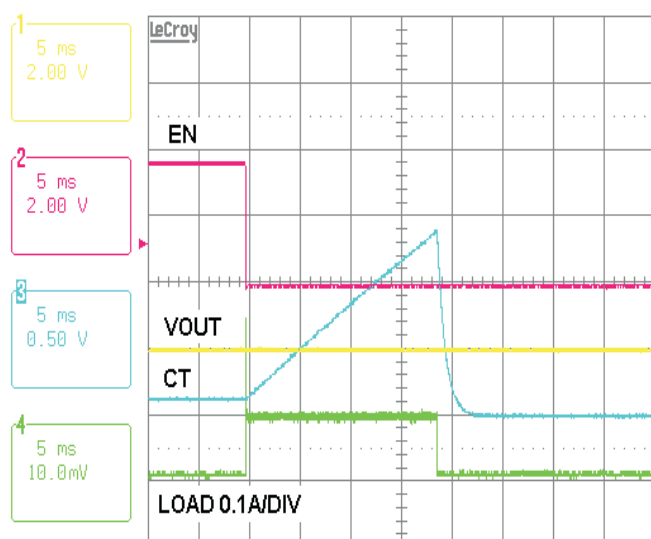 1
5 ms
2.00 V
2
5 ms
2.00 V
3
5 ms
0.50 V
4
5 ms
10.0mV
LeCroy
EN
VOUT
CT
LOAD 0.1A/DIV